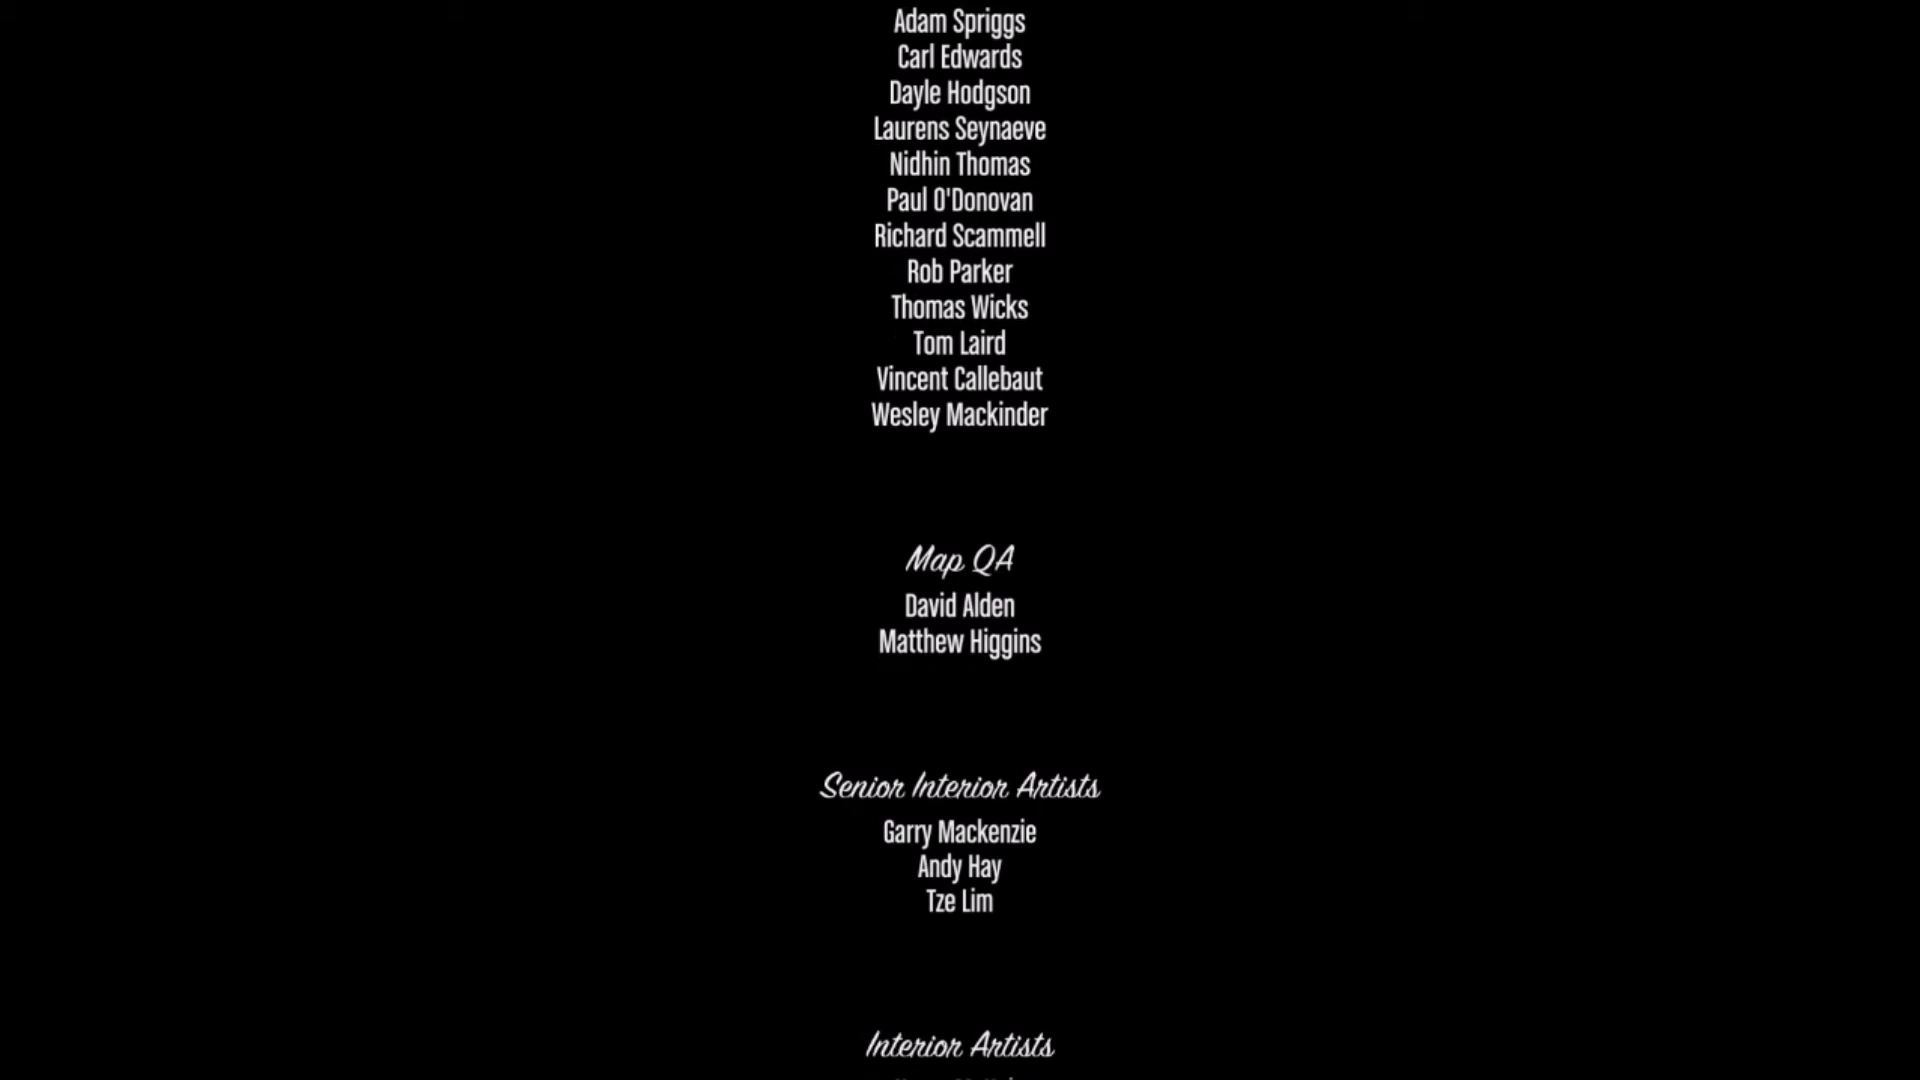 Adam Spriggs
Carl Edwards
Dayle Hodgson
Laurens Seynaeve
Nidhin Thomas
Paul O'Donovan
Richard Scammell
Rob Parker
Thomas Wicks
Tom Laird
Vincent Callebaut
Wesley Mackinder
Map QA
David Alden
Matthew Higgins
Senior Interior Artists
Garry Mackenzie
Andy Hay
Tze Lim
Interior Artists